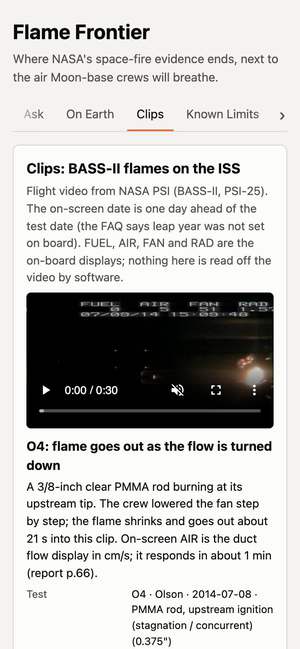 Flame Frontier
Where NASA's space-fire evidence ends, next to
the air Moon-base crews will breathe.
Ask On Earth Clips Known Limits
Clips: BASS-II flames on the ISS
Flight video from NASA PSI (BASS-II, PSI-25).
The on-screen date is one day ahead of the
test date (the FAQ says leap year was not set
on board). FUEL, AIR, FAN and RAD are the
on-board displays; nothing here is read off the
video by software.
FUEL AIR FAN RAD
0 5 51 1.5
07/09/14 15:09:48
0:00 / 0:30
O4: flame goes out as the flow is turned
down
A 3/8-inch clear PMMA rod burning at its
upstream tip. The crew lowered the fan step
by step; the flame shrinks and goes out about
21 s into this clip. On-screen AIR is the duct
flow display in cm/s; it responds in about 1 min
(report p.66).
Test O4 · Olson · 2014-07-08 ·
PMMA rod, upstream ignition
(stagnation / concurrent)
(0.375")